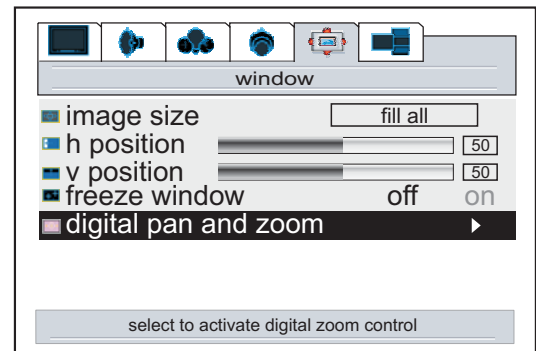 window
image size fill all
h position 50
v position 50
freeze window off on
digital pan and zoom
select to activate digital zoom control